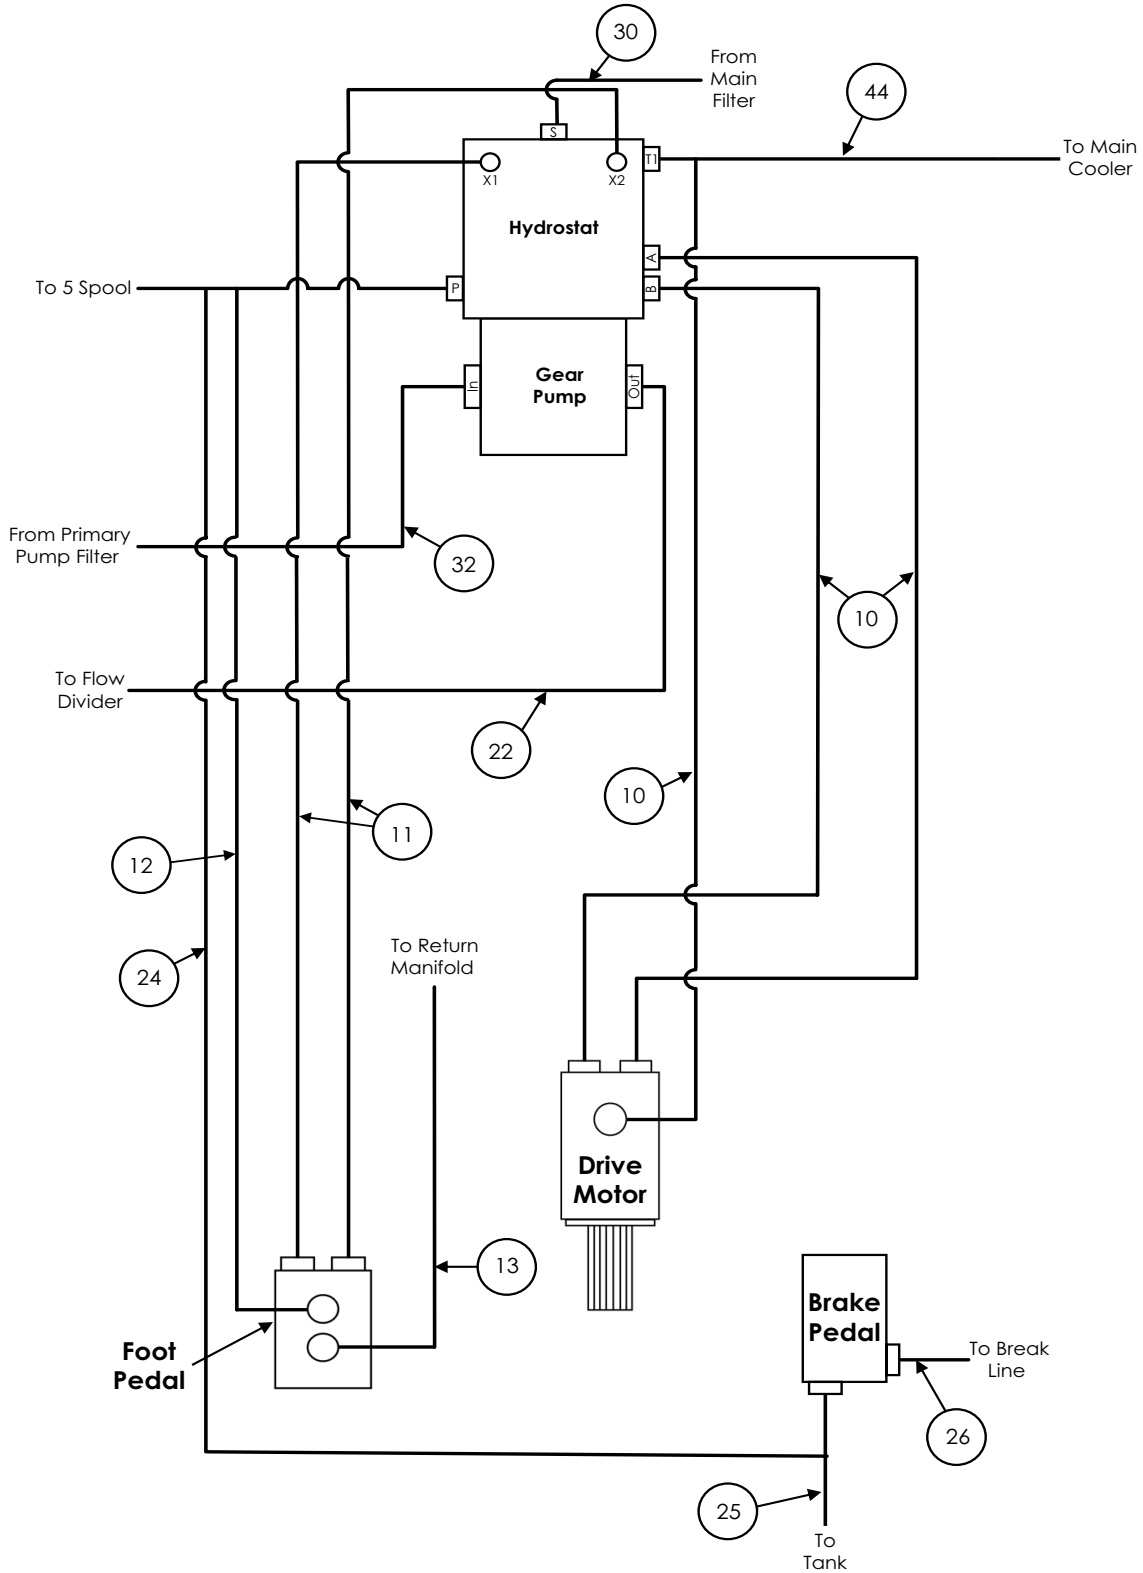 30
From
Main
Filter
44
To Main
Cooler
S
T1
X1
X2
Hydrostat
A
B
P
To 5 Spool
Gear
Pump
In
Out
From Primary
Pump Filter
32
10
To Flow
Divider
22
10
11
12
To Return
Manifold
24
Drive
Motor
13
Foot
Pedal
Brake
Pedal
To Break
Line
26
25
To
Tank